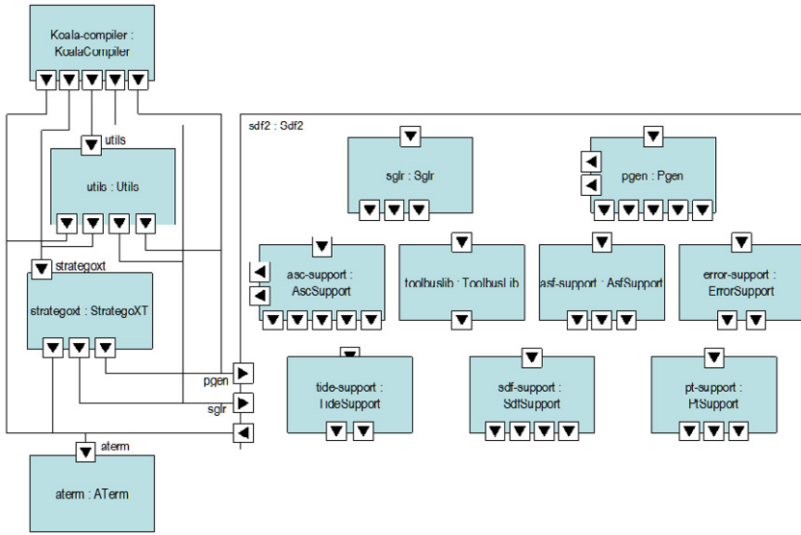 Koala-compiler :
KoalaCompiler
utils
utils : Utils
strategoxt
strategoxt : StrategoXT
pgen
sglr
aterm
aterm : ATerm
sdf2 : Sdf2
sglr : Sglr
pgen : Pgen
asc-support :
AscSupport
toolbuslib : ToolbusLib
asf-support : AsfSupport
error-support :
ErrorSupport
tide-support :
TideSupport
sdf-support :
SdfSupport
pt-support :
PtSupport